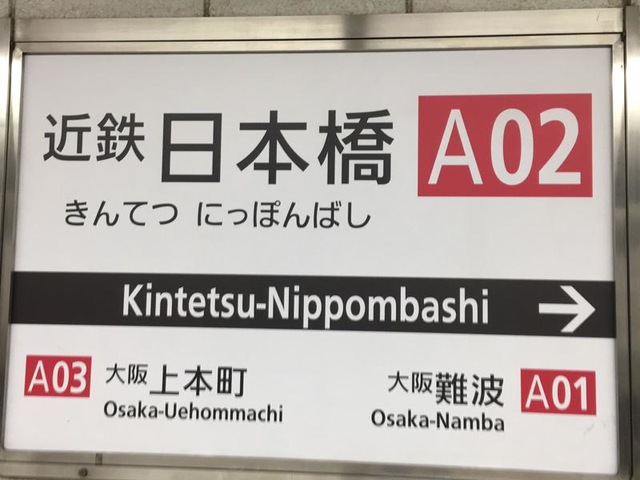 近鉄日本橋 A02
きんてつ にっぽんばし
Kintetsu-Nippombashi →
A03 大阪上本町 大阪難波 A01
Osaka-Uehommachi Osaka-Namba